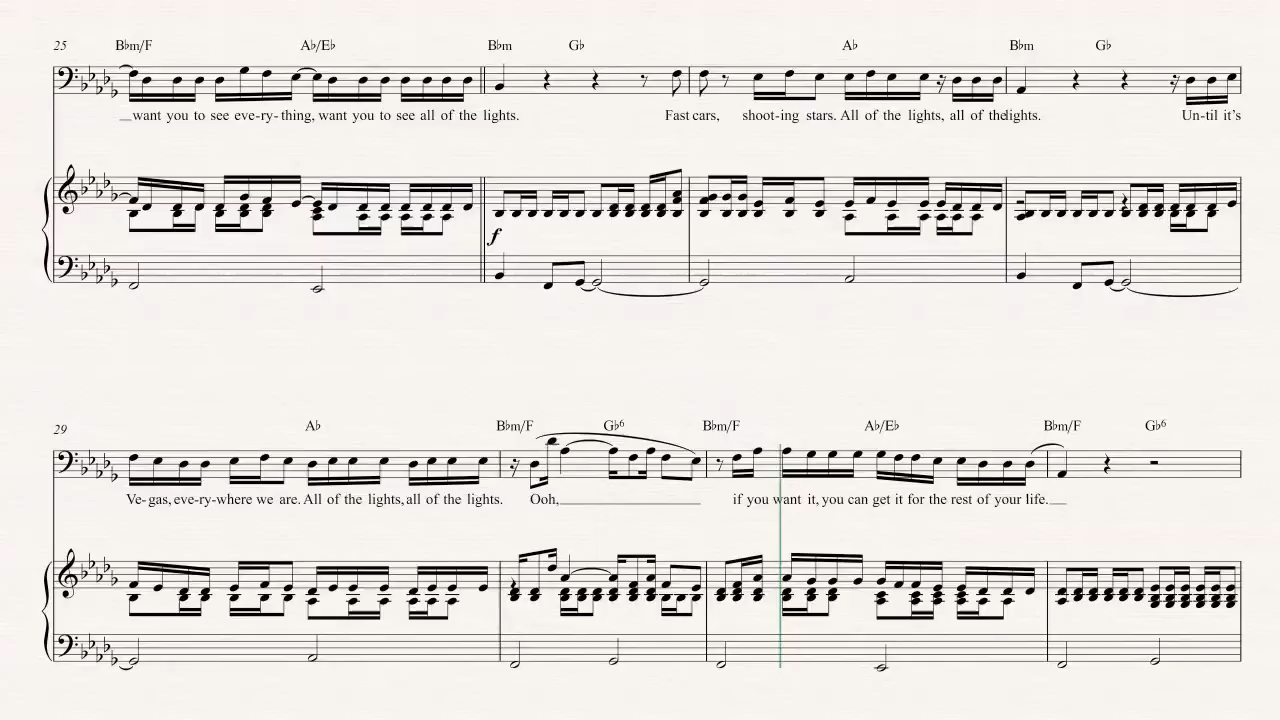 25 B♭m/F A♭/E♭ B♭m G♭ A♭ B♭m G♭
want you to see eve-ry-thing, want you to see all of the lights. Fast cars, shoot-ing stars. All of the lights, all of the lights. Un-til it's
f
29 A♭ B♭m/F G♭6 B♭m/F A♭/E♭ B♭m/F G♭6
Ve-gas, eve-ry-where we are. All of the lights, all of the lights. Ooh, if you want it, you can get it for the rest of your life.